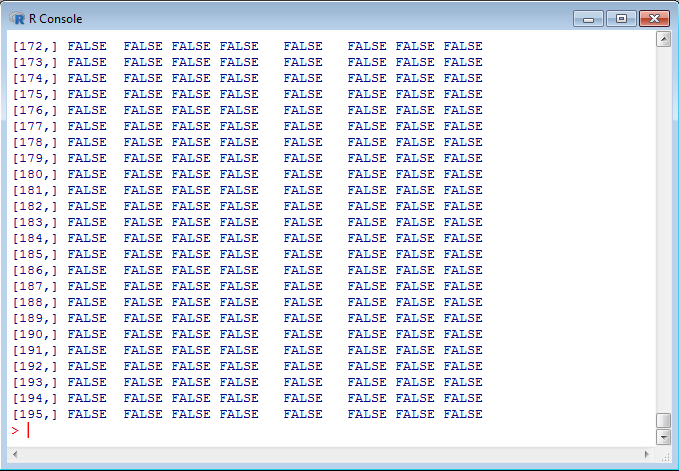 R Console
[172,] FALSE  FALSE FALSE FALSE   FALSE   FALSE FALSE FALSE
[173,] FALSE  FALSE FALSE FALSE   FALSE   FALSE FALSE FALSE
[174,] FALSE  FALSE FALSE FALSE   FALSE   FALSE FALSE FALSE
[175,] FALSE  FALSE FALSE FALSE   FALSE   FALSE FALSE FALSE
[176,] FALSE  FALSE FALSE FALSE   FALSE   FALSE FALSE FALSE
[177,] FALSE  FALSE FALSE FALSE   FALSE   FALSE FALSE FALSE
[178,] FALSE  FALSE FALSE FALSE   FALSE   FALSE FALSE FALSE
[179,] FALSE  FALSE FALSE FALSE   FALSE   FALSE FALSE FALSE
[180,] FALSE  FALSE FALSE FALSE   FALSE   FALSE FALSE FALSE
[181,] FALSE  FALSE FALSE FALSE   FALSE   FALSE FALSE FALSE
[182,] FALSE  FALSE FALSE FALSE   FALSE   FALSE FALSE FALSE
[183,] FALSE  FALSE FALSE FALSE   FALSE   FALSE FALSE FALSE
[184,] FALSE  FALSE FALSE FALSE   FALSE   FALSE FALSE FALSE
[185,] FALSE  FALSE FALSE FALSE   FALSE   FALSE FALSE FALSE
[186,] FALSE  FALSE FALSE FALSE   FALSE   FALSE FALSE FALSE
[187,] FALSE  FALSE FALSE FALSE   FALSE   FALSE FALSE FALSE
[188,] FALSE  FALSE FALSE FALSE   FALSE   FALSE FALSE FALSE
[189,] FALSE  FALSE FALSE FALSE   FALSE   FALSE FALSE FALSE
[190,] FALSE  FALSE FALSE FALSE   FALSE   FALSE FALSE FALSE
[191,] FALSE  FALSE FALSE FALSE   FALSE   FALSE FALSE FALSE
[192,] FALSE  FALSE FALSE FALSE   FALSE   FALSE FALSE FALSE
[193,] FALSE  FALSE FALSE FALSE   FALSE   FALSE FALSE FALSE
[194,] FALSE  FALSE FALSE FALSE   FALSE   FALSE FALSE FALSE
[195,] FALSE  FALSE FALSE FALSE   FALSE   FALSE FALSE FALSE
>